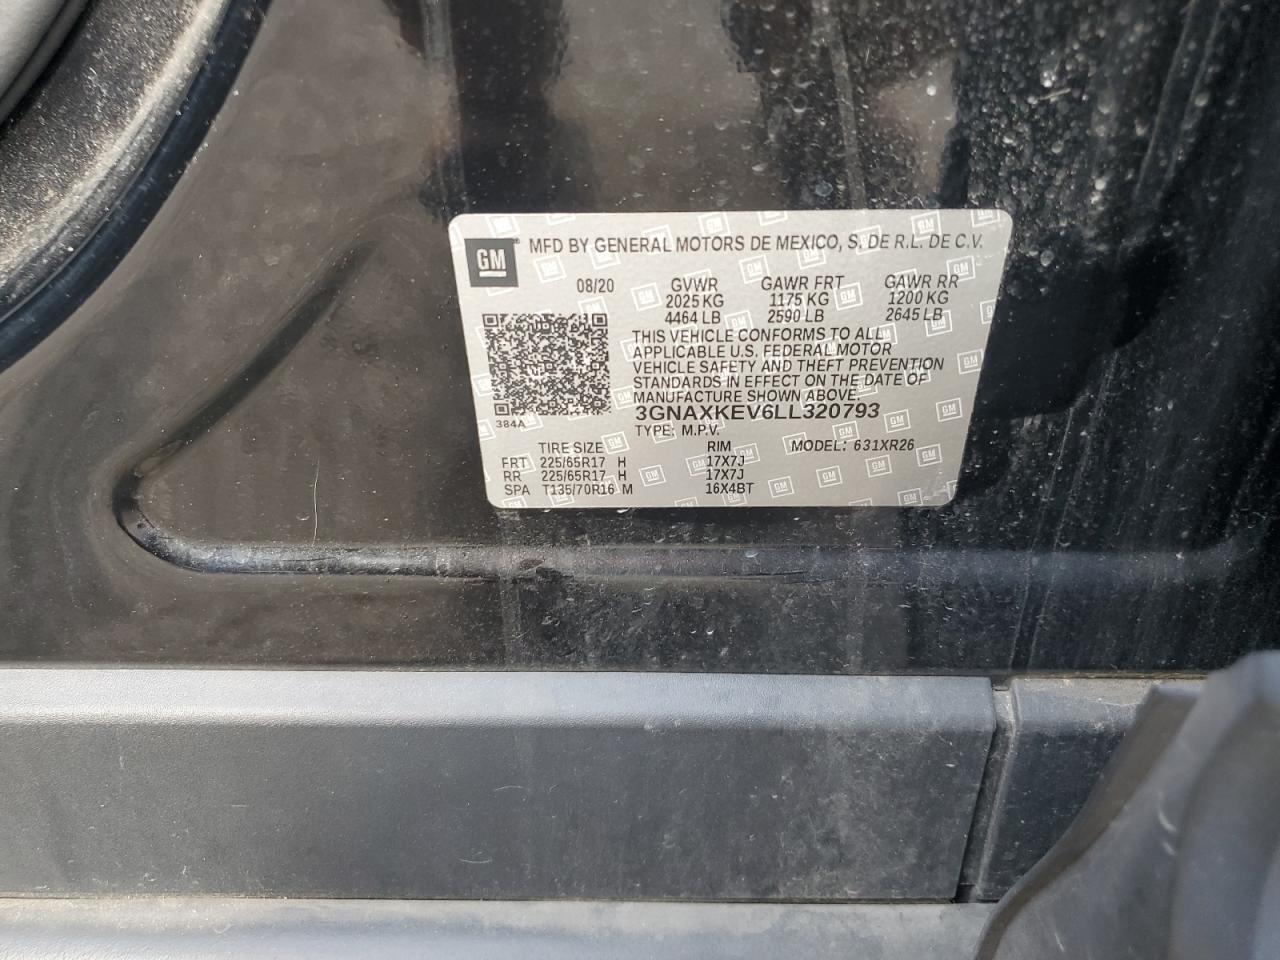 GM MFD BY GENERAL MOTORS DE MEXICO, S. DE R.L. DE C.V.
08/20 GVWR GAWR FRT GAWR RR
2025 KG 1175 KG 1200 KG
4464 LB 2590 LB 2645 LB
THIS VEHICLE CONFORMS TO ALL
APPLICABLE U.S. FEDERAL MOTOR
VEHICLE SAFETY AND THEFT PREVENTION
STANDARDS IN EFFECT ON THE DATE OF
MANUFACTURE SHOWN ABOVE.
3GNAXKEV6LL320793
384A
TYPE: M.P.V.
TIRE SIZE RIM MODEL: 631XR26
FRT 225/65R17 H 17X7J
RR 225/65R17 H 17X7J
SPA T135/70R16 M 16X4BT